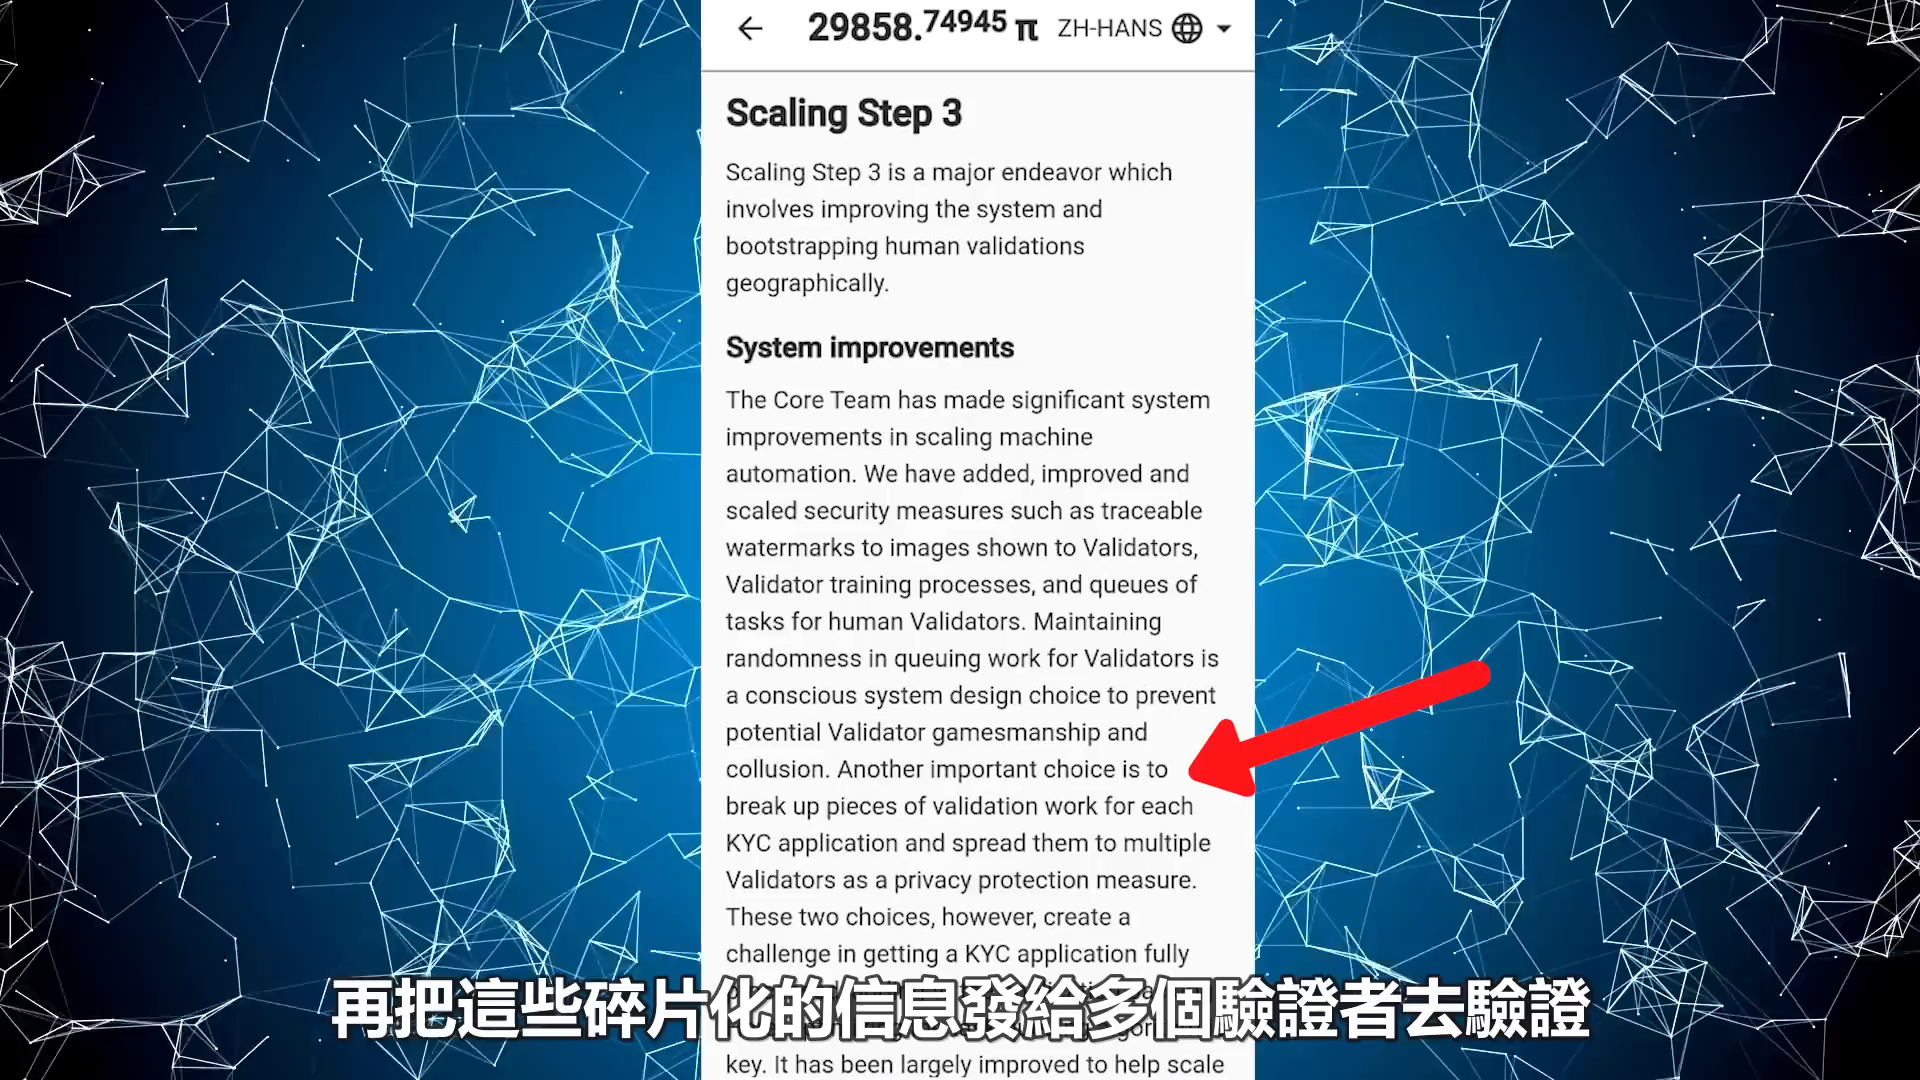 29858.74945 π ZH-HANS
Scaling Step 3
Scaling Step 3 is a major endeavor which
involves improving the system and
bootstrapping human validations
geographically.
System improvements
The Core Team has made significant system
improvements in scaling machine
automation. We have added, improved and
scaled security measures such as traceable
watermarks to images shown to Validators,
Validator training processes, and queues of
tasks for human Validators. Maintaining
randomness in queuing work for Validators is
a conscious system design choice to prevent
potential Validator gamesmanship and
collusion. Another important choice is to
break up pieces of validation work for each
KYC application and spread them to multiple
Validators as a privacy protection measure.
These two choices, however, create a
challenge in getting a KYC application fully
再把這些碎片化的信息發給多個驗證者去驗證
key. It has been largely improved to help scale